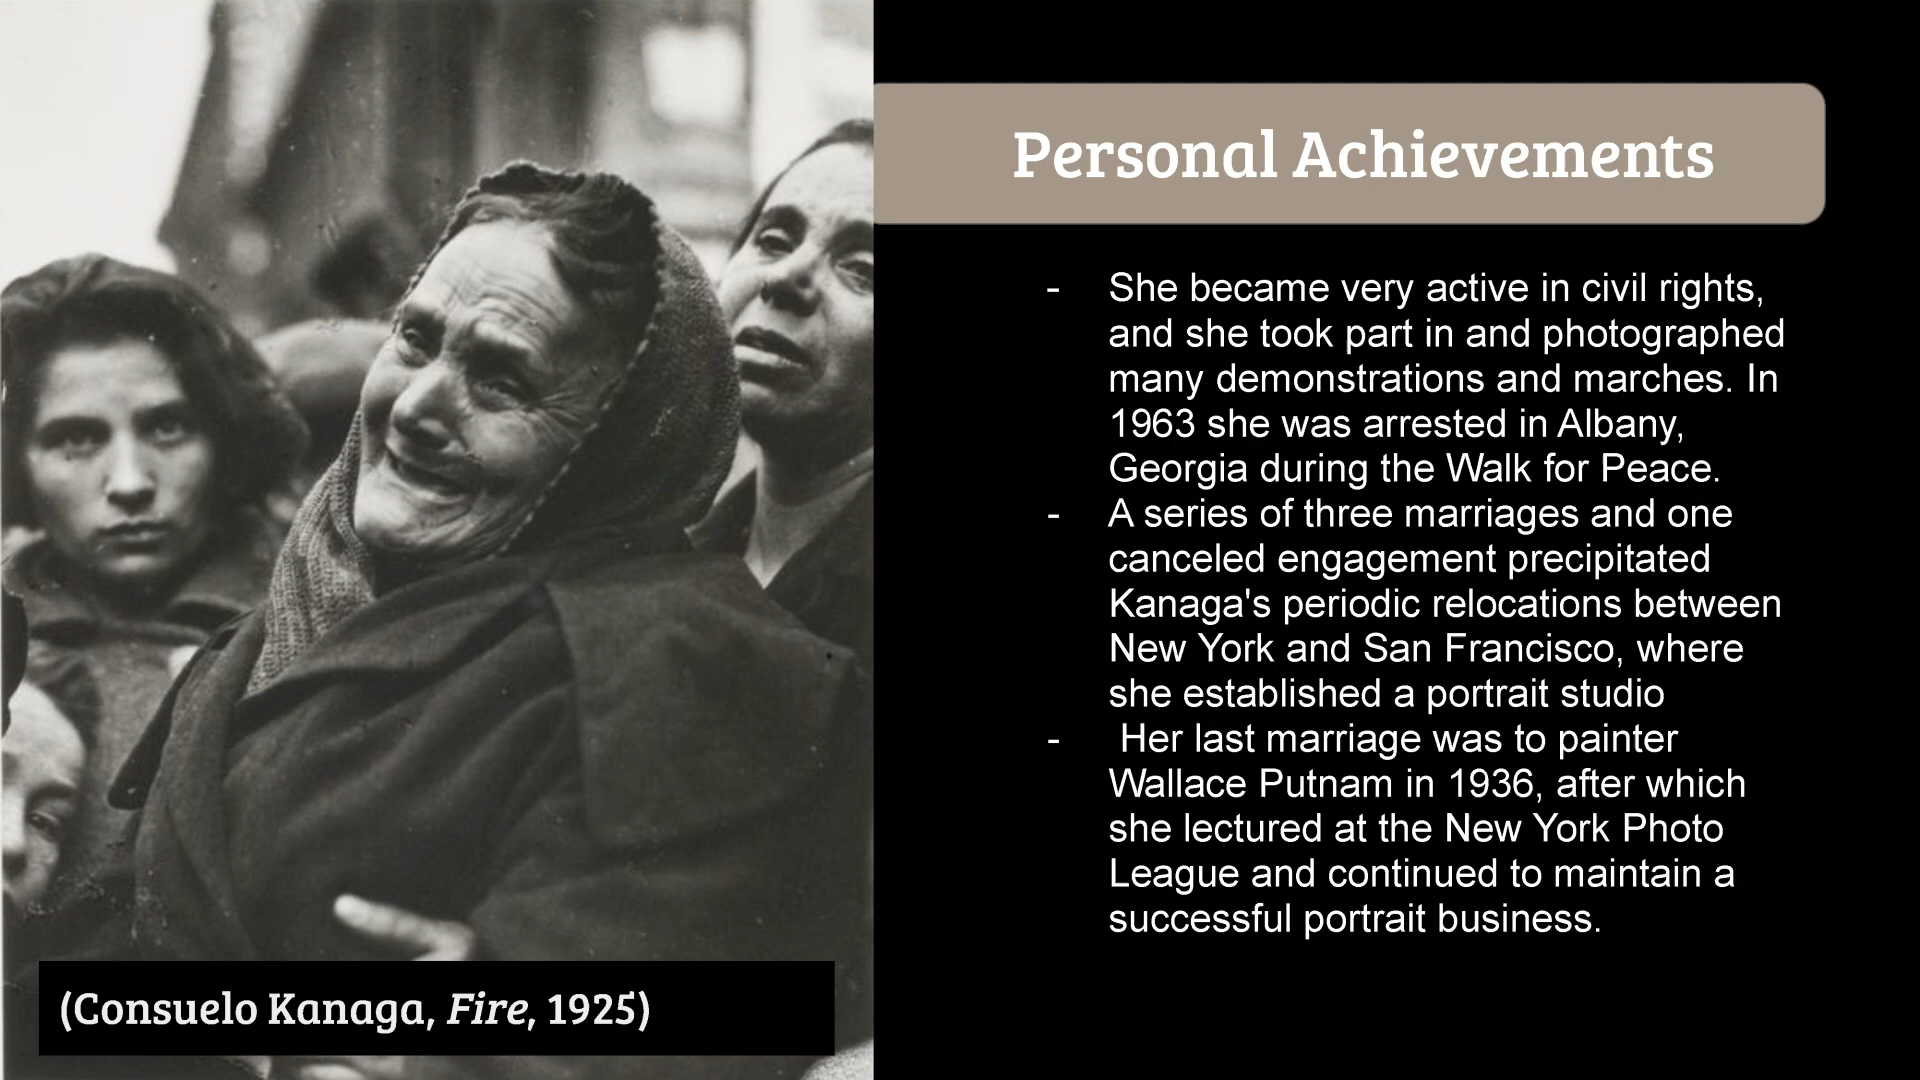 Personal Achievements
- She became very active in civil rights,
and she took part in and photographed
many demonstrations and marches. In
1963 she was arrested in Albany,
Georgia during the Walk for Peace.
- A series of three marriages and one
canceled engagement precipitated
Kanaga's periodic relocations between
New York and San Francisco, where
she established a portrait studio
- Her last marriage was to painter
Wallace Putnam in 1936, after which
she lectured at the New York Photo
League and continued to maintain a
successful portrait business.
(Consuelo Kanaga, Fire, 1925)